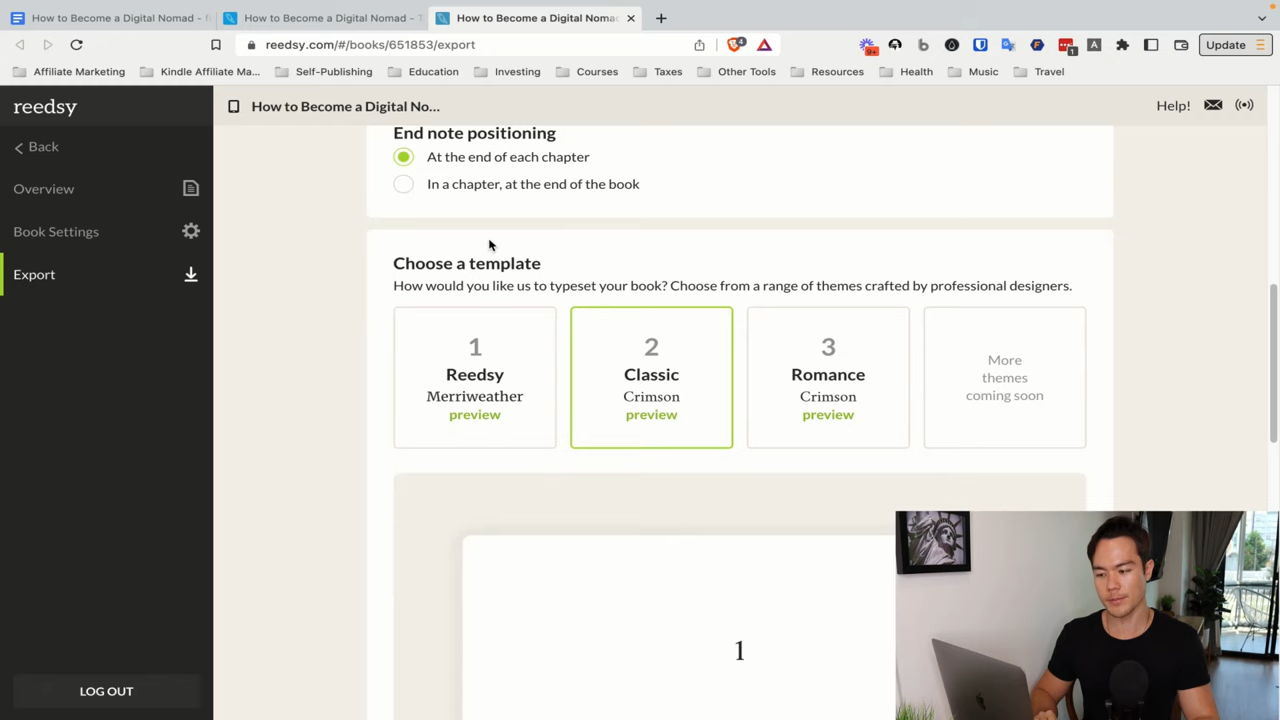 How to Become a Digital Nomad -
How to Become a Digital Nomad -
How to Become a Digital Nomad
reedsy.com/#/books/651853/export
4
9+
1
Update
Affiliate Marketing
Kindle Affiliate Ma...
Self-Publishing
Education
Investing
Courses
Taxes
Other Tools
Resources
Health
Music
Travel
reedsy
How to Become a Digital No...
Help!
Back
Overview
Book Settings
Export
LOG OUT
End note positioning
At the end of each chapter
In a chapter, at the end of the book
Choose a template
How would you like us to typeset your book? Choose from a range of themes crafted by professional designers.
1
Reedsy
Merriweather
preview
2
Classic
Crimson
preview
3
Romance
Crimson
preview
More
themes
coming soon
1